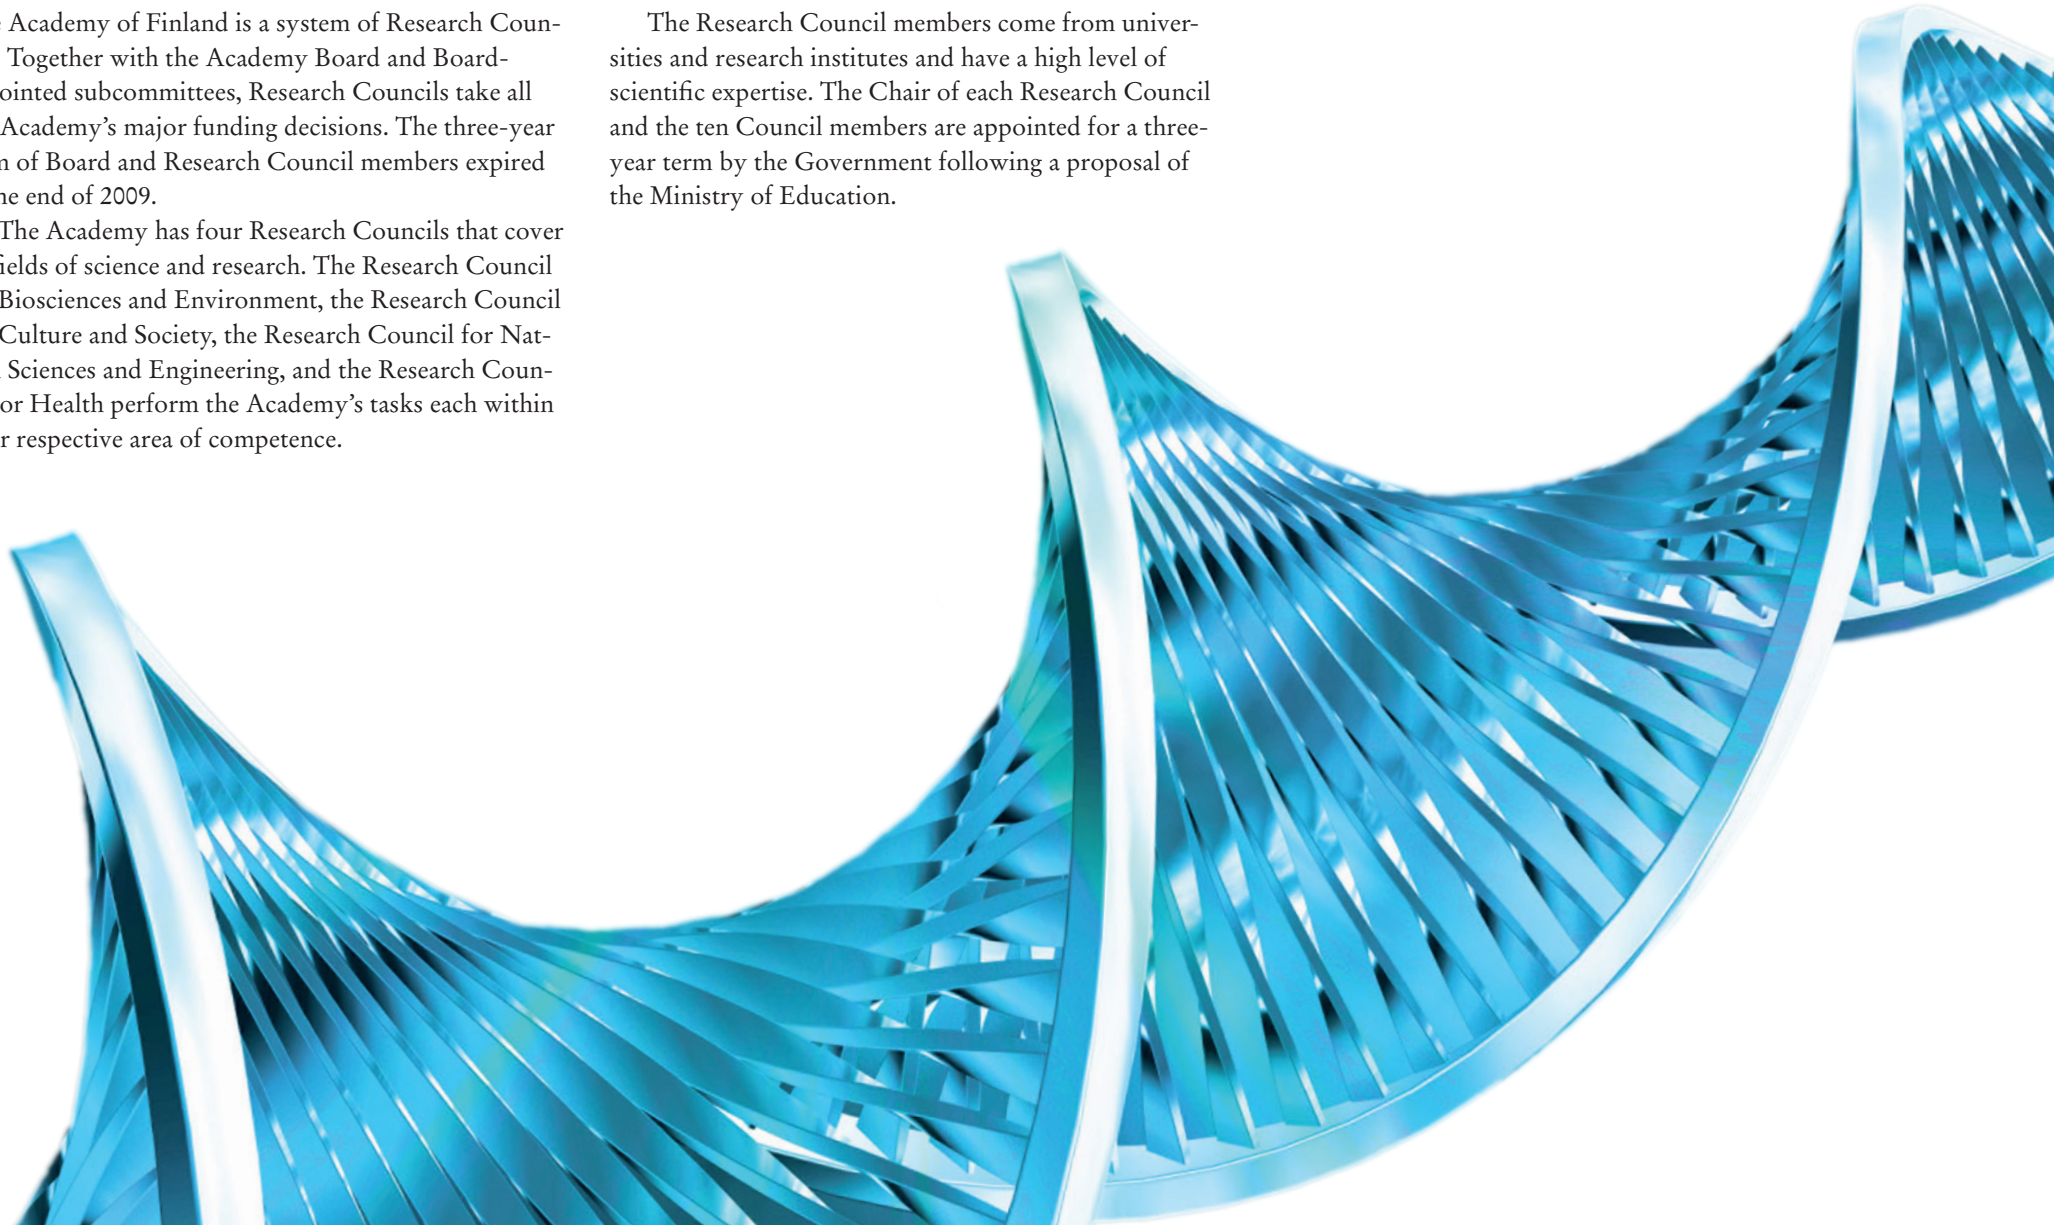 Academy of Finland is a system of Research Coun-
Together with the Academy Board and Board-
ointed subcommittees, Research Councils take all
Academy's major funding decisions. The three-year
of Board and Research Council members expired
end of 2009.
The Academy has four Research Councils that cover
fields of science and research. The Research Council
Biosciences and Environment, the Research Council
Culture and Society, the Research Council for Nat-
Sciences and Engineering, and the Research Coun-
or Health perform the Academy's tasks each within
r respective area of competence.
The Research Council members come from univer-
sities and research institutes and have a high level of
scientific expertise. The Chair of each Research Council
and the ten Council members are appointed for a three-
year term by the Government following a proposal of
the Ministry of Education.